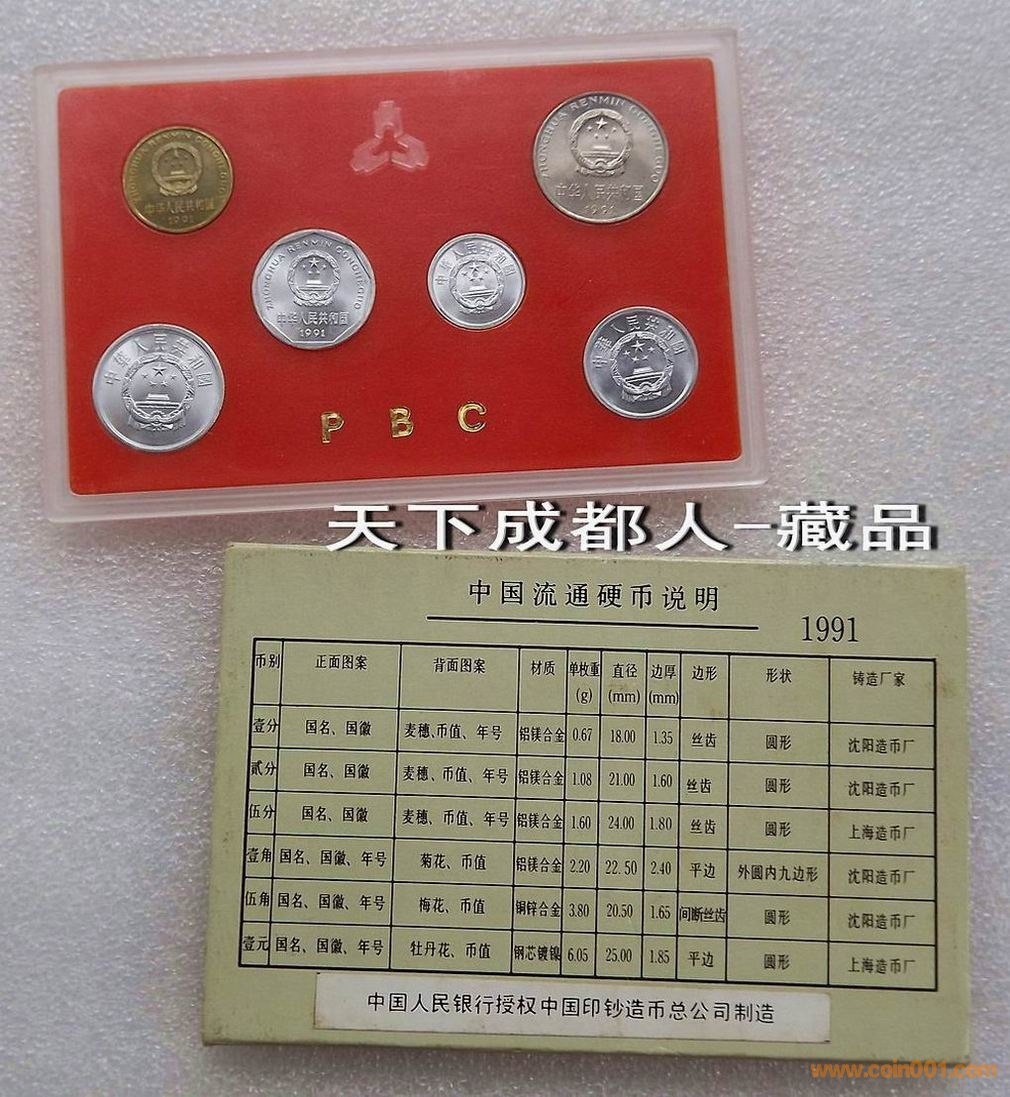 ZHONGHUA RENMIN GONGHEGUO
中华人民共和国
1991
ZHONGHUA RENMIN GONGHEGUO
中华人民共和国
1991
ZHONGHUA RENMIN GONGHEGUO
中华人民共和国
1991
中华人民共和国
中华人民共和国
中华人民共和国
P B C
天下成都人-藏品
中国流通硬币说明
1991
币别 正面图案 背面图案 材质 单枚重(g) 直径(mm) 边厚(mm) 边形 形状 铸造厂家
壹分 国名、国徽 麦穗、币值、年号 铝镁合金 0.67 18.00 1.35 丝齿 圆形 沈阳造币厂
贰分 国名、国徽 麦穗、币值、年号 铝镁合金 1.08 21.00 1.60 丝齿 圆形 沈阳造币厂
伍分 国名、国徽 麦穗、币值、年号 铝镁合金 1.60 24.00 1.80 丝齿 圆形 上海造币厂
壹角 国名、国徽、年号 菊花、币值 铝镁合金 2.20 22.50 2.40 平边 外圆内九边形 沈阳造币厂
伍角 国名、国徽、年号 梅花、币值 铜锌合金 3.80 20.50 1.65 间断丝齿 圆形 沈阳造币厂
壹元 国名、国徽、年号 牡丹花、币值 钢芯镀镍 6.05 25.00 1.85 平边 圆形 上海造币厂
中国人民银行授权中国印钞造币总公司制造
www.coin001.com